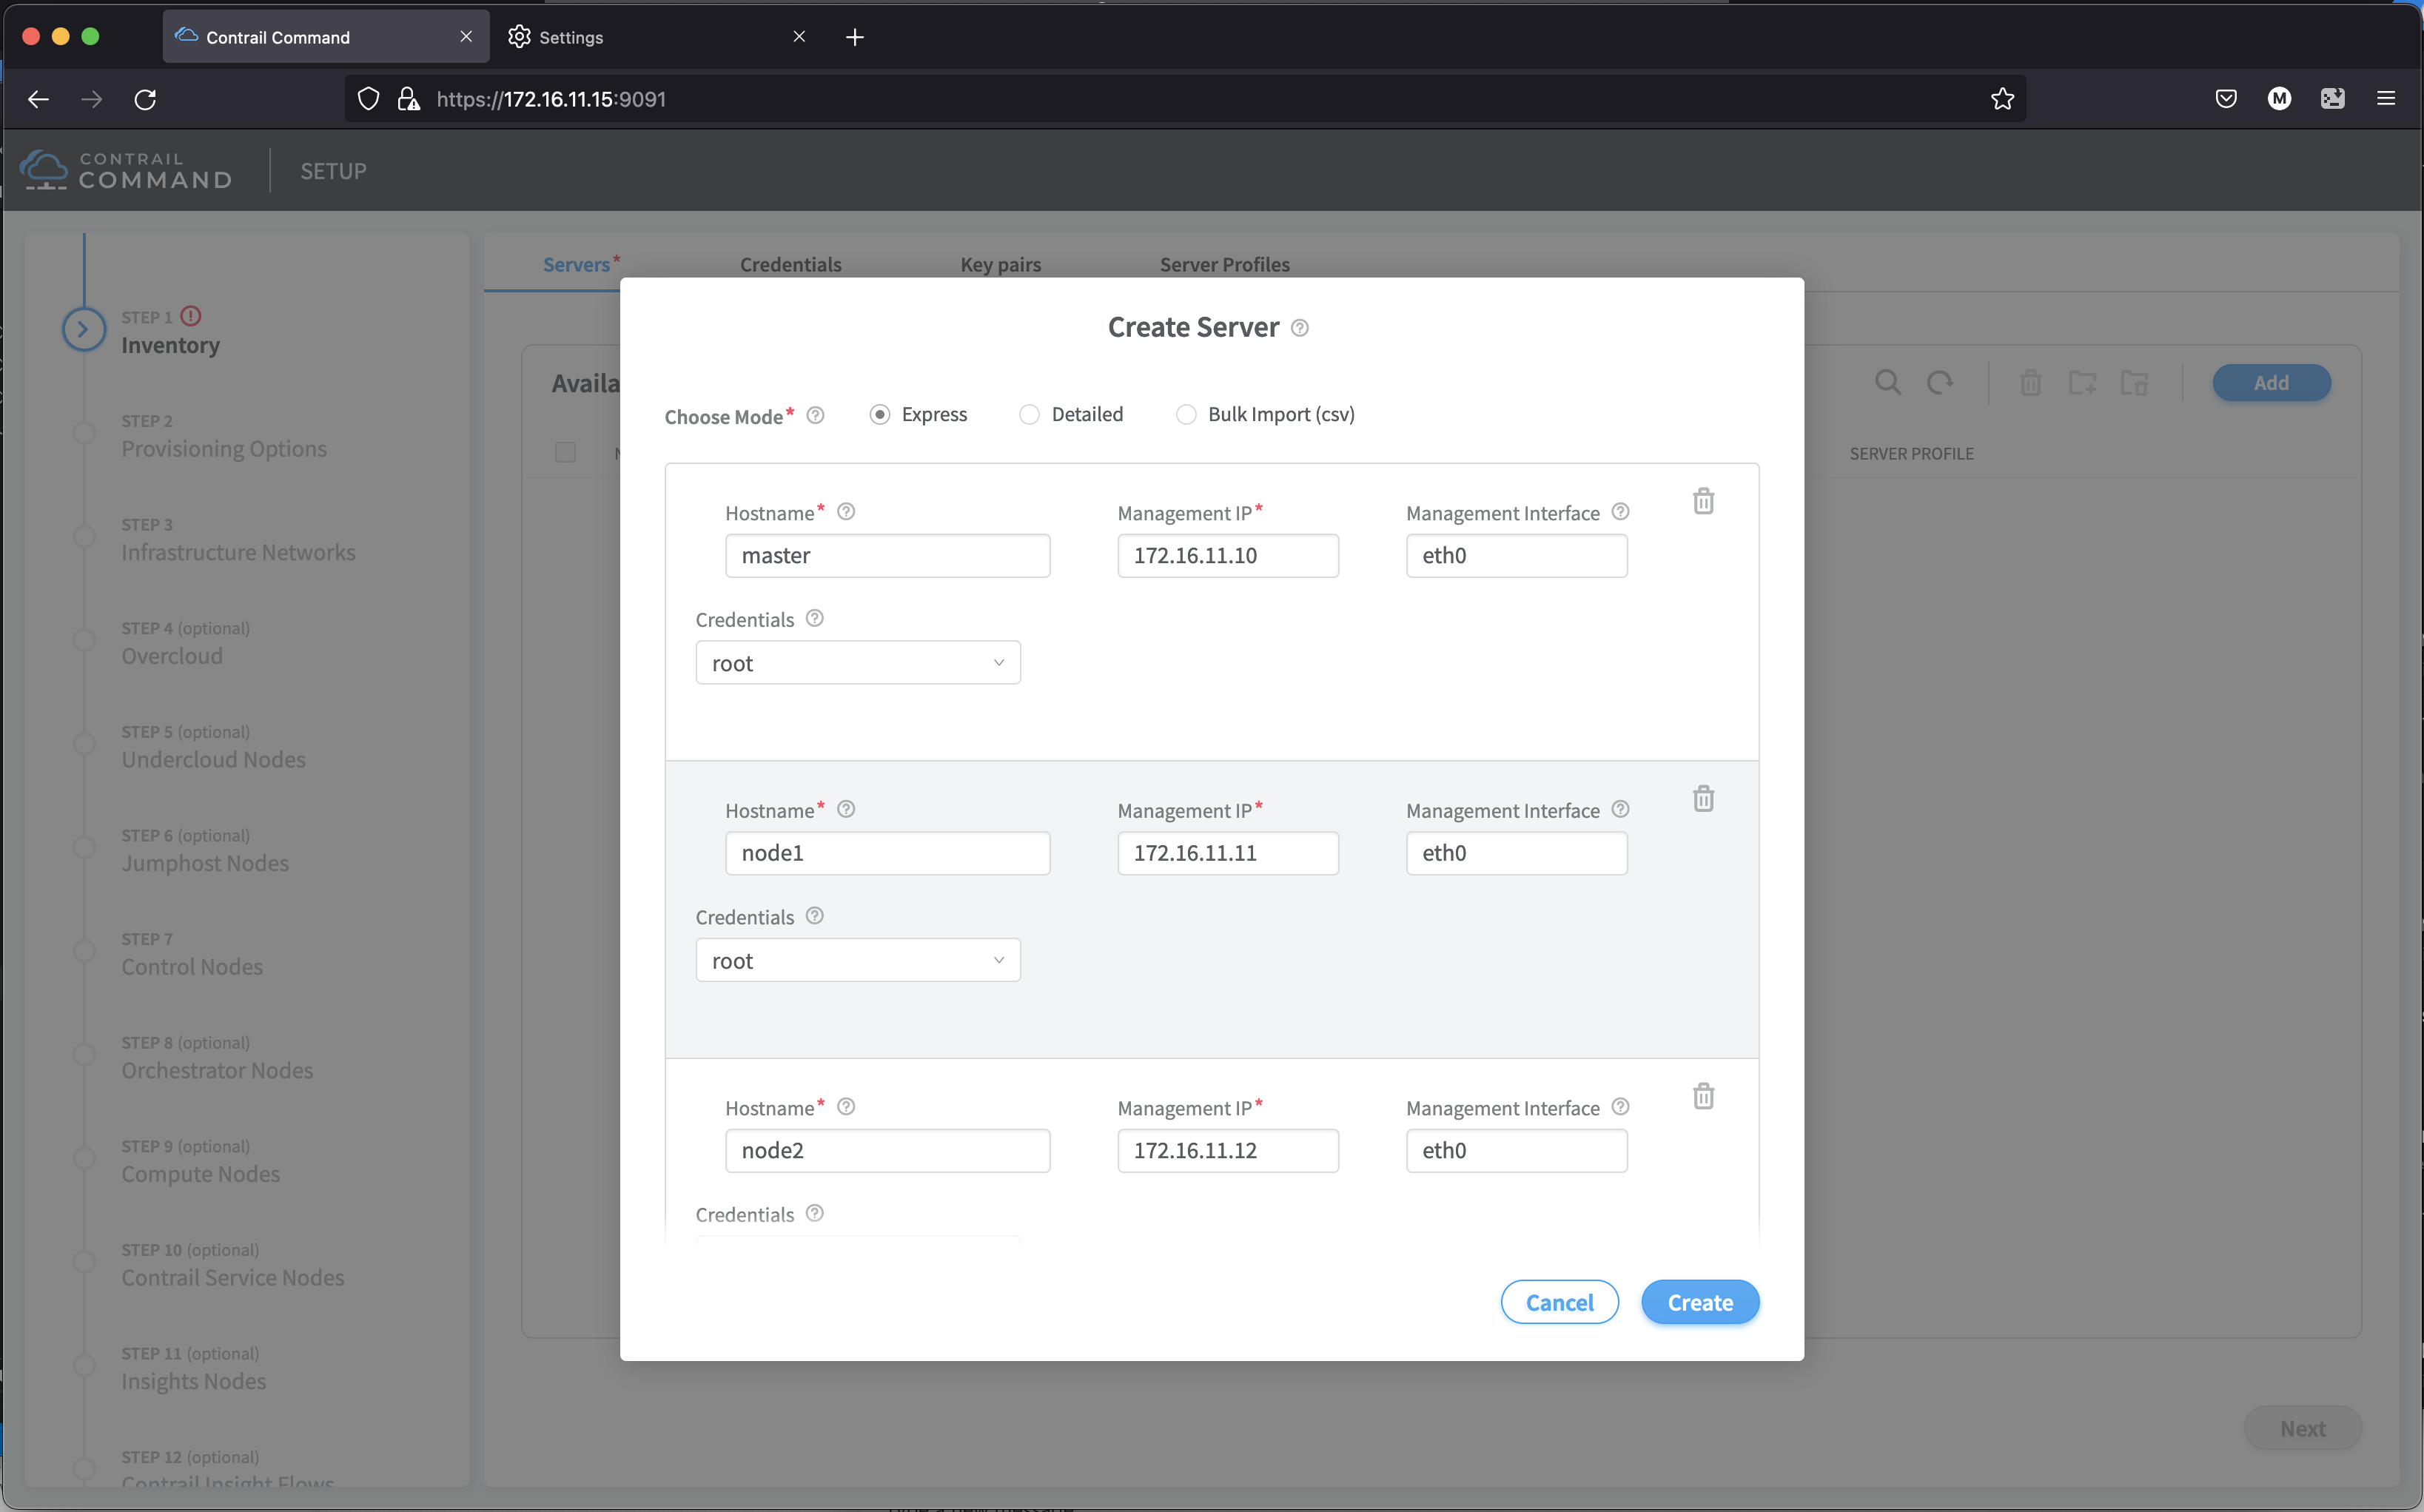 Contrail Command
Settings
https://172.16.11.15:9091
M
CONTRAIL
COMMAND
SETUP
Servers*
Credentials
Key pairs
Server Profiles
STEP 1
Inventory
STEP 2
Provisioning Options
STEP 3
Infrastructure Networks
STEP 4 (optional)
Overcloud
STEP 5 (optional)
Undercloud Nodes
STEP 6 (optional)
Jumphost Nodes
STEP 7
Control Nodes
STEP 8 (optional)
Orchestrator Nodes
STEP 9 (optional)
Compute Nodes
STEP 10 (optional)
Contrail Service Nodes
STEP 11 (optional)
Insights Nodes
STEP 12 (optional)
Contrail Insight Flows
Add
SERVER PROFILE
Create Server
Choose Mode* Express Detailed Bulk Import (csv)
Hostname* Management IP* Management Interface
master 172.16.11.10 eth0
Credentials
root
Hostname* Management IP* Management Interface
node1 172.16.11.11 eth0
Credentials
root
Hostname* Management IP* Management Interface
node2 172.16.11.12 eth0
Credentials
Cancel Create
Next